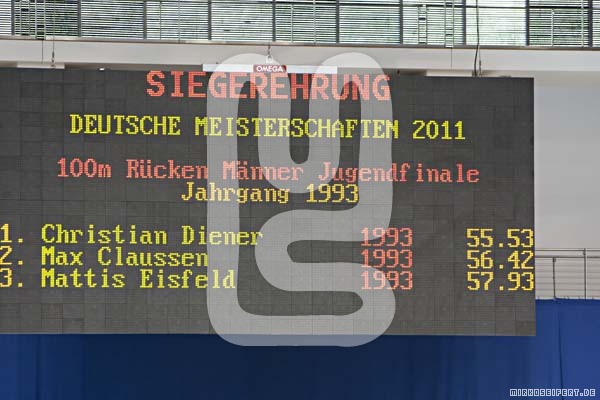 OMEGA
SIEGEREHRUNG
DEUTSCHE MEISTERSCHAFTEN 2011
100m Rücken Männer Jugendfinale
Jahrgang 1993
1. Christian Diener 1993 55.53
2. Max Claussen 1993 56.42
3. Mattis Eisfeld 1993 57.93
MIRKOSEIFERT.DE